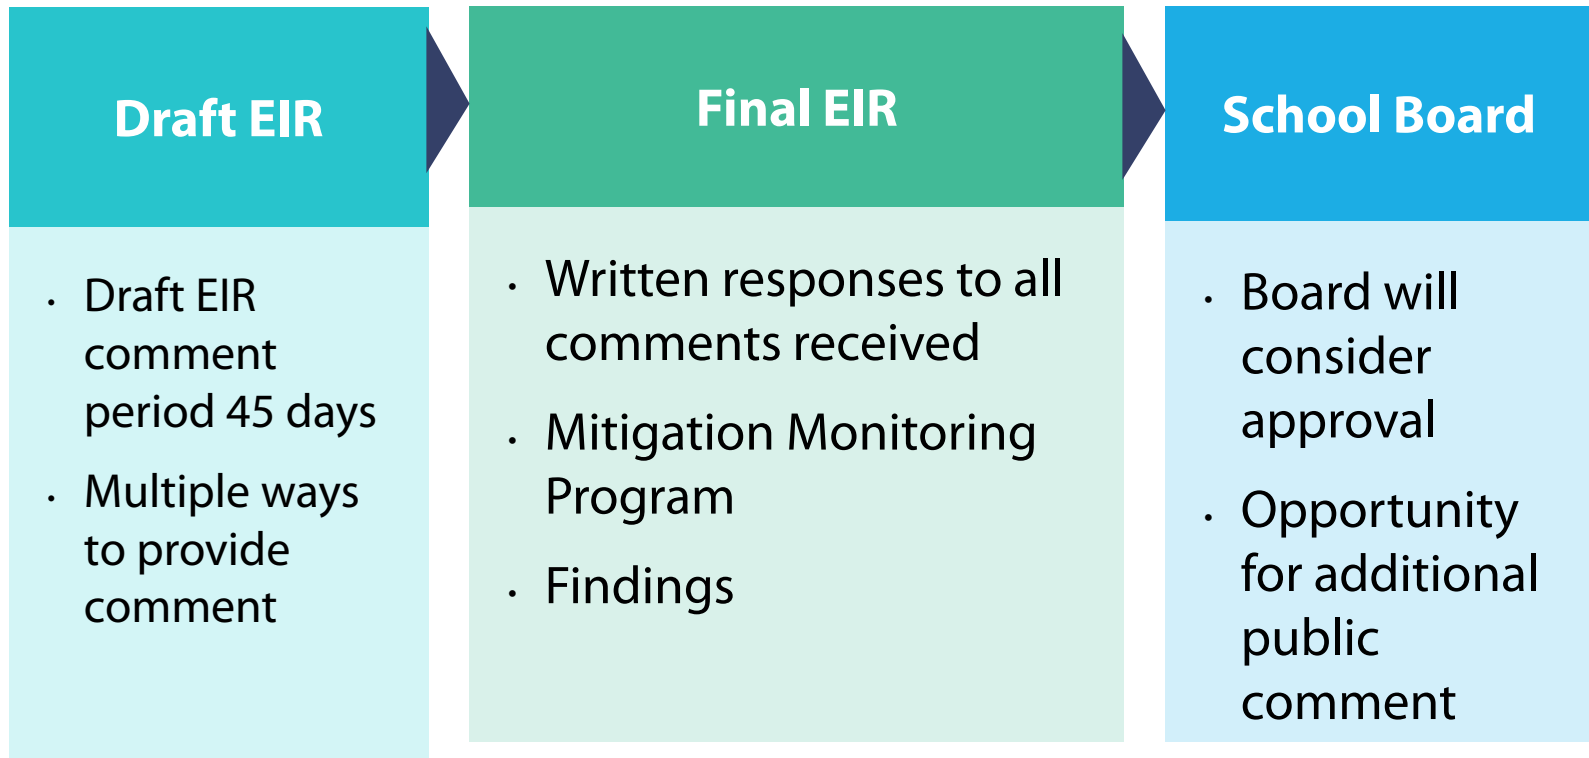 Draft EIR
· Draft EIR
comment
period 45 days
· Multiple ways
to provide
comment
Final EIR
· Written responses to all
comments received
· Mitigation Monitoring
Program
· Findings
School Board
· Board will
consider
approval
· Opportunity
for additional
public
comment